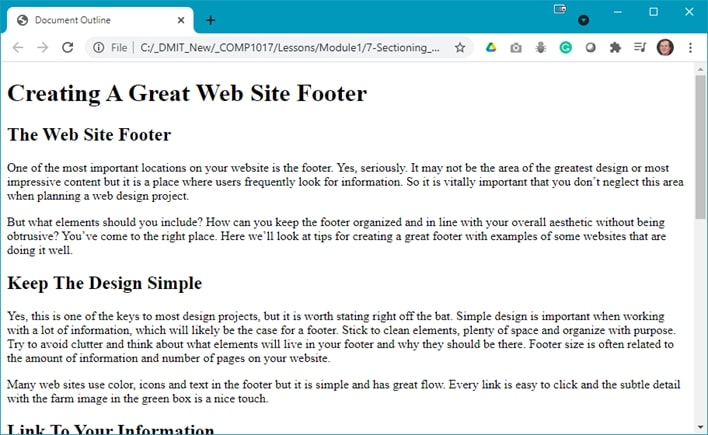 Document Outline
File | C:/_DMIT_New/_COMP1017/Lessons/Module1/7-Sectioning_...
Creating A Great Web Site Footer
The Web Site Footer
One of the most important locations on your website is the footer. Yes, seriously. It may not be the area of the greatest design or most
impressive content but it is a place where users frequently look for information. So it is vitally important that you don’t neglect this area
when planning a web design project.
But what elements should you include? How can you keep the footer organized and in line with your overall aesthetic without being
obtrusive? You’ve come to the right place. Here we’ll look at tips for creating a great footer with examples of some websites that are
doing it well.
Keep The Design Simple
Yes, this is one of the keys to most design projects, but it is worth stating right off the bat. Simple design is important when working
with a lot of information, which will likely be the case for a footer. Stick to clean elements, plenty of space and organize with purpose.
Try to avoid clutter and think about what elements will live in your footer and why they should be there. Footer size is often related to
the amount of information and number of pages on your website.
Many web sites use color, icons and text in the footer but it is simple and has great flow. Every link is easy to click and the subtle detail
with the farm image in the green box is a nice touch.
Link To Your Information